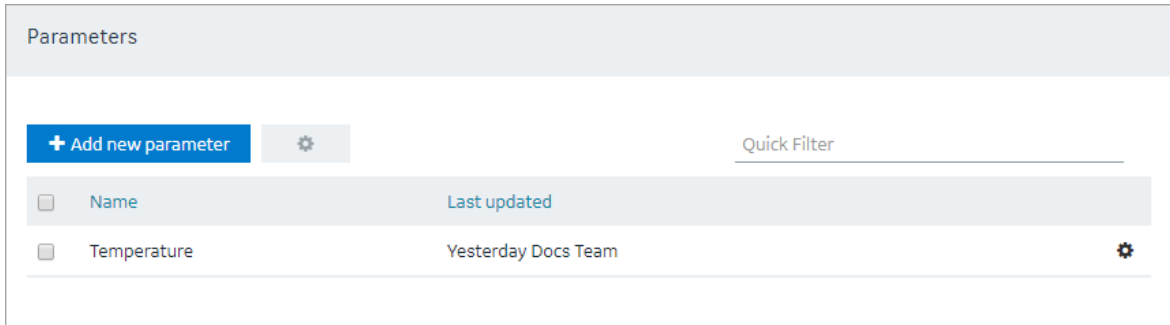 Parameters
+ Add new parameter
Quick Filter
Name Last updated
Temperature Yesterday Docs Team